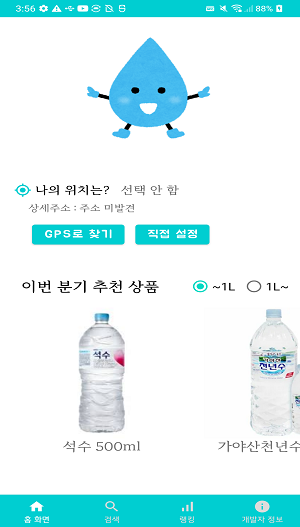 3:56 88%
나의 위치는? 선택 안 함
상세주소 : 주소 미발견
GPS로 찾기 직접 설정
이번 분기 추천 상품 ~1L 1L~
석수
천년수
석수 500ml 가야산천년수
홈 화면 검색 랭킹 개발자 정보